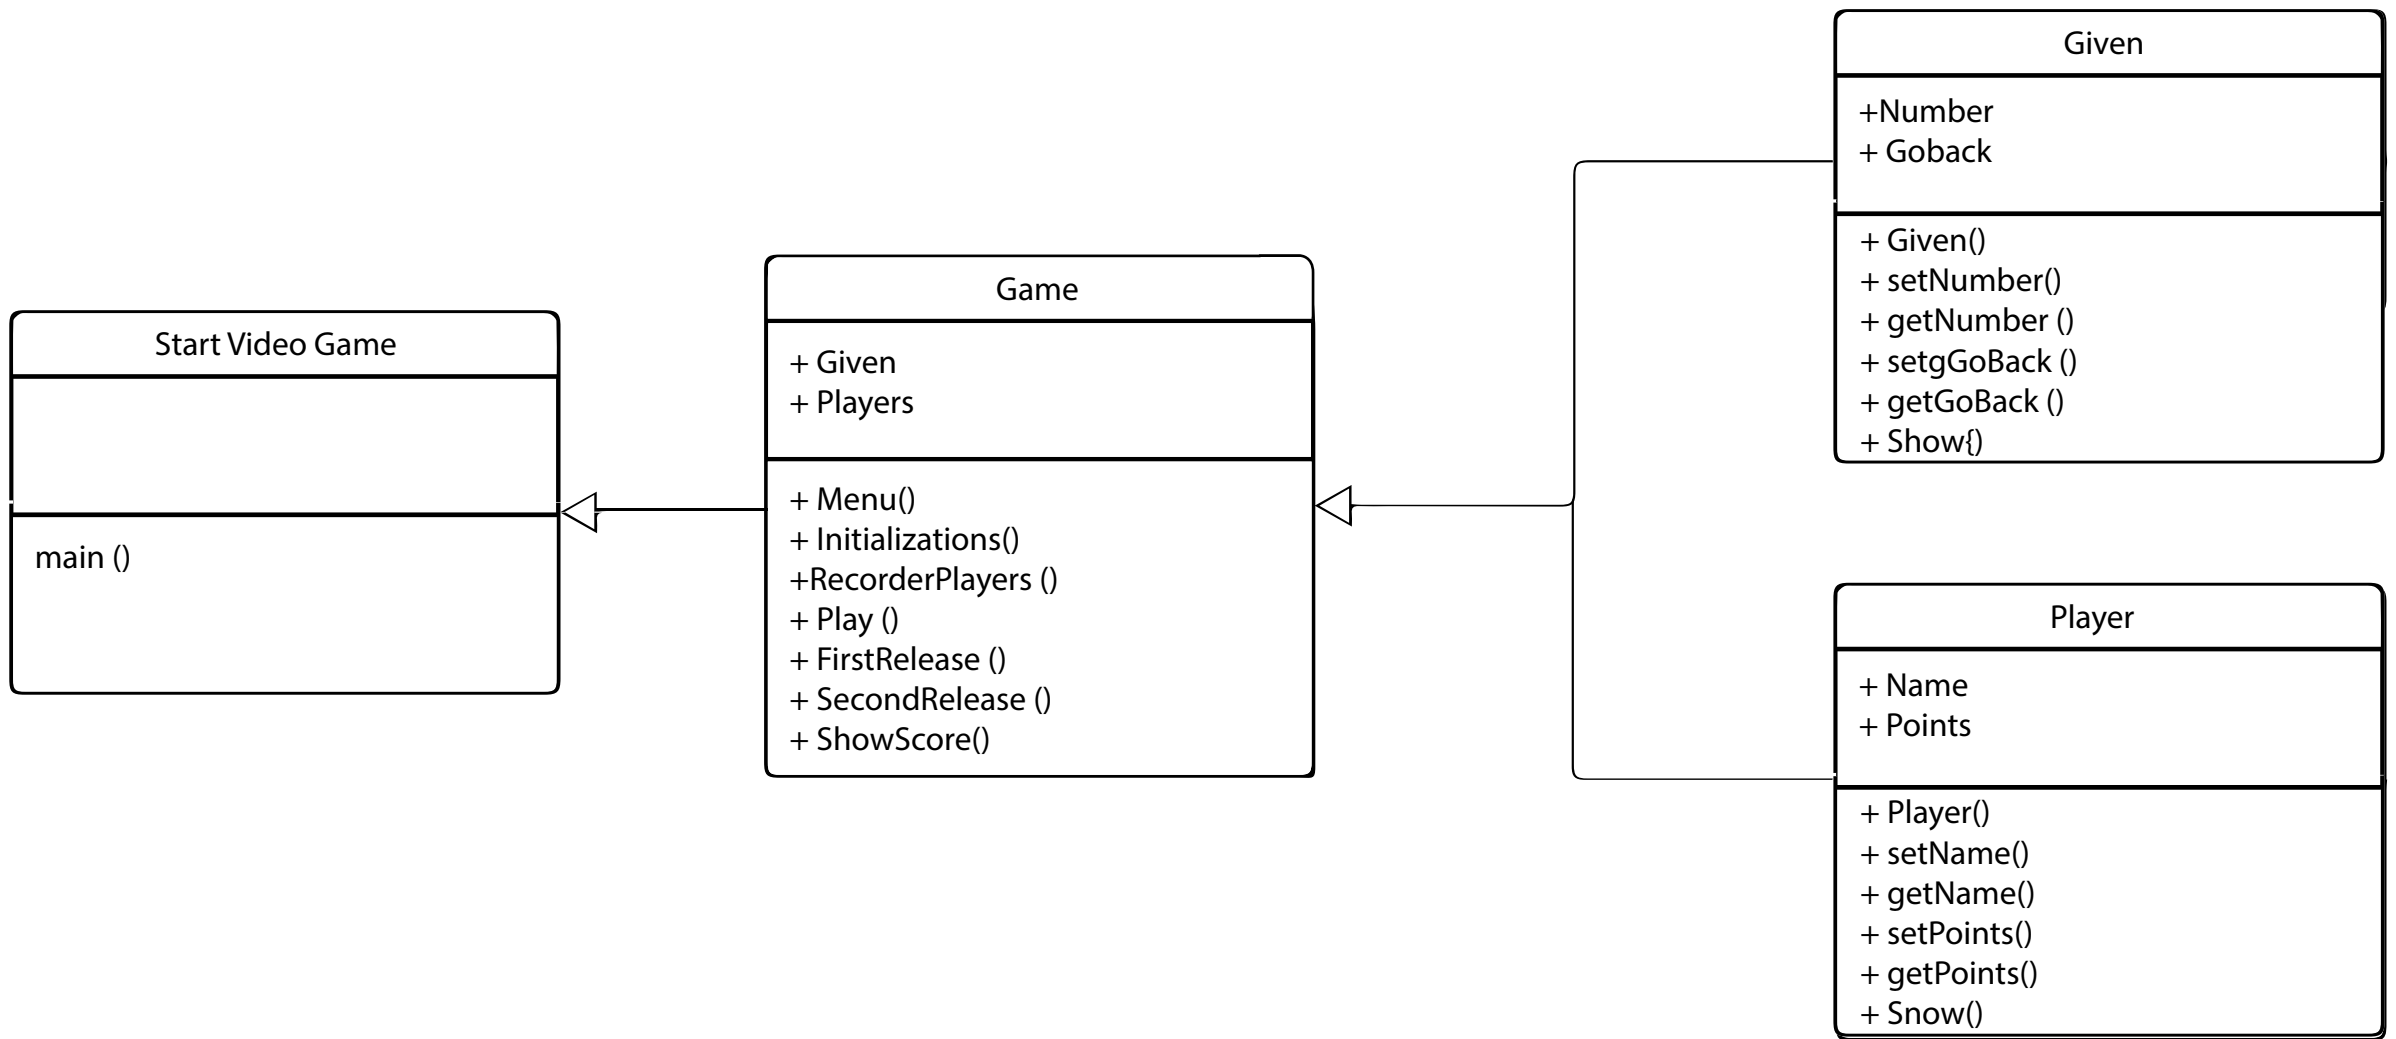 Start Video Game
main ()
Game
+ Given
+ Players
+ Menu()
+ Initializations()
+RecorderPlayers ()
+ Play ()
+ FirstRelease ()
+ SecondRelease ()
+ ShowScore()
Given
+Number
+ Goback
+ Given()
+ setNumber()
+ getNumber ()
+ setgGoBack ()
+ getGoBack ()
+ Show{)
Player
+ Name
+ Points
+ Player()
+ setName()
+ getName()
+ setPoints()
+ getPoints()
+ Snow()